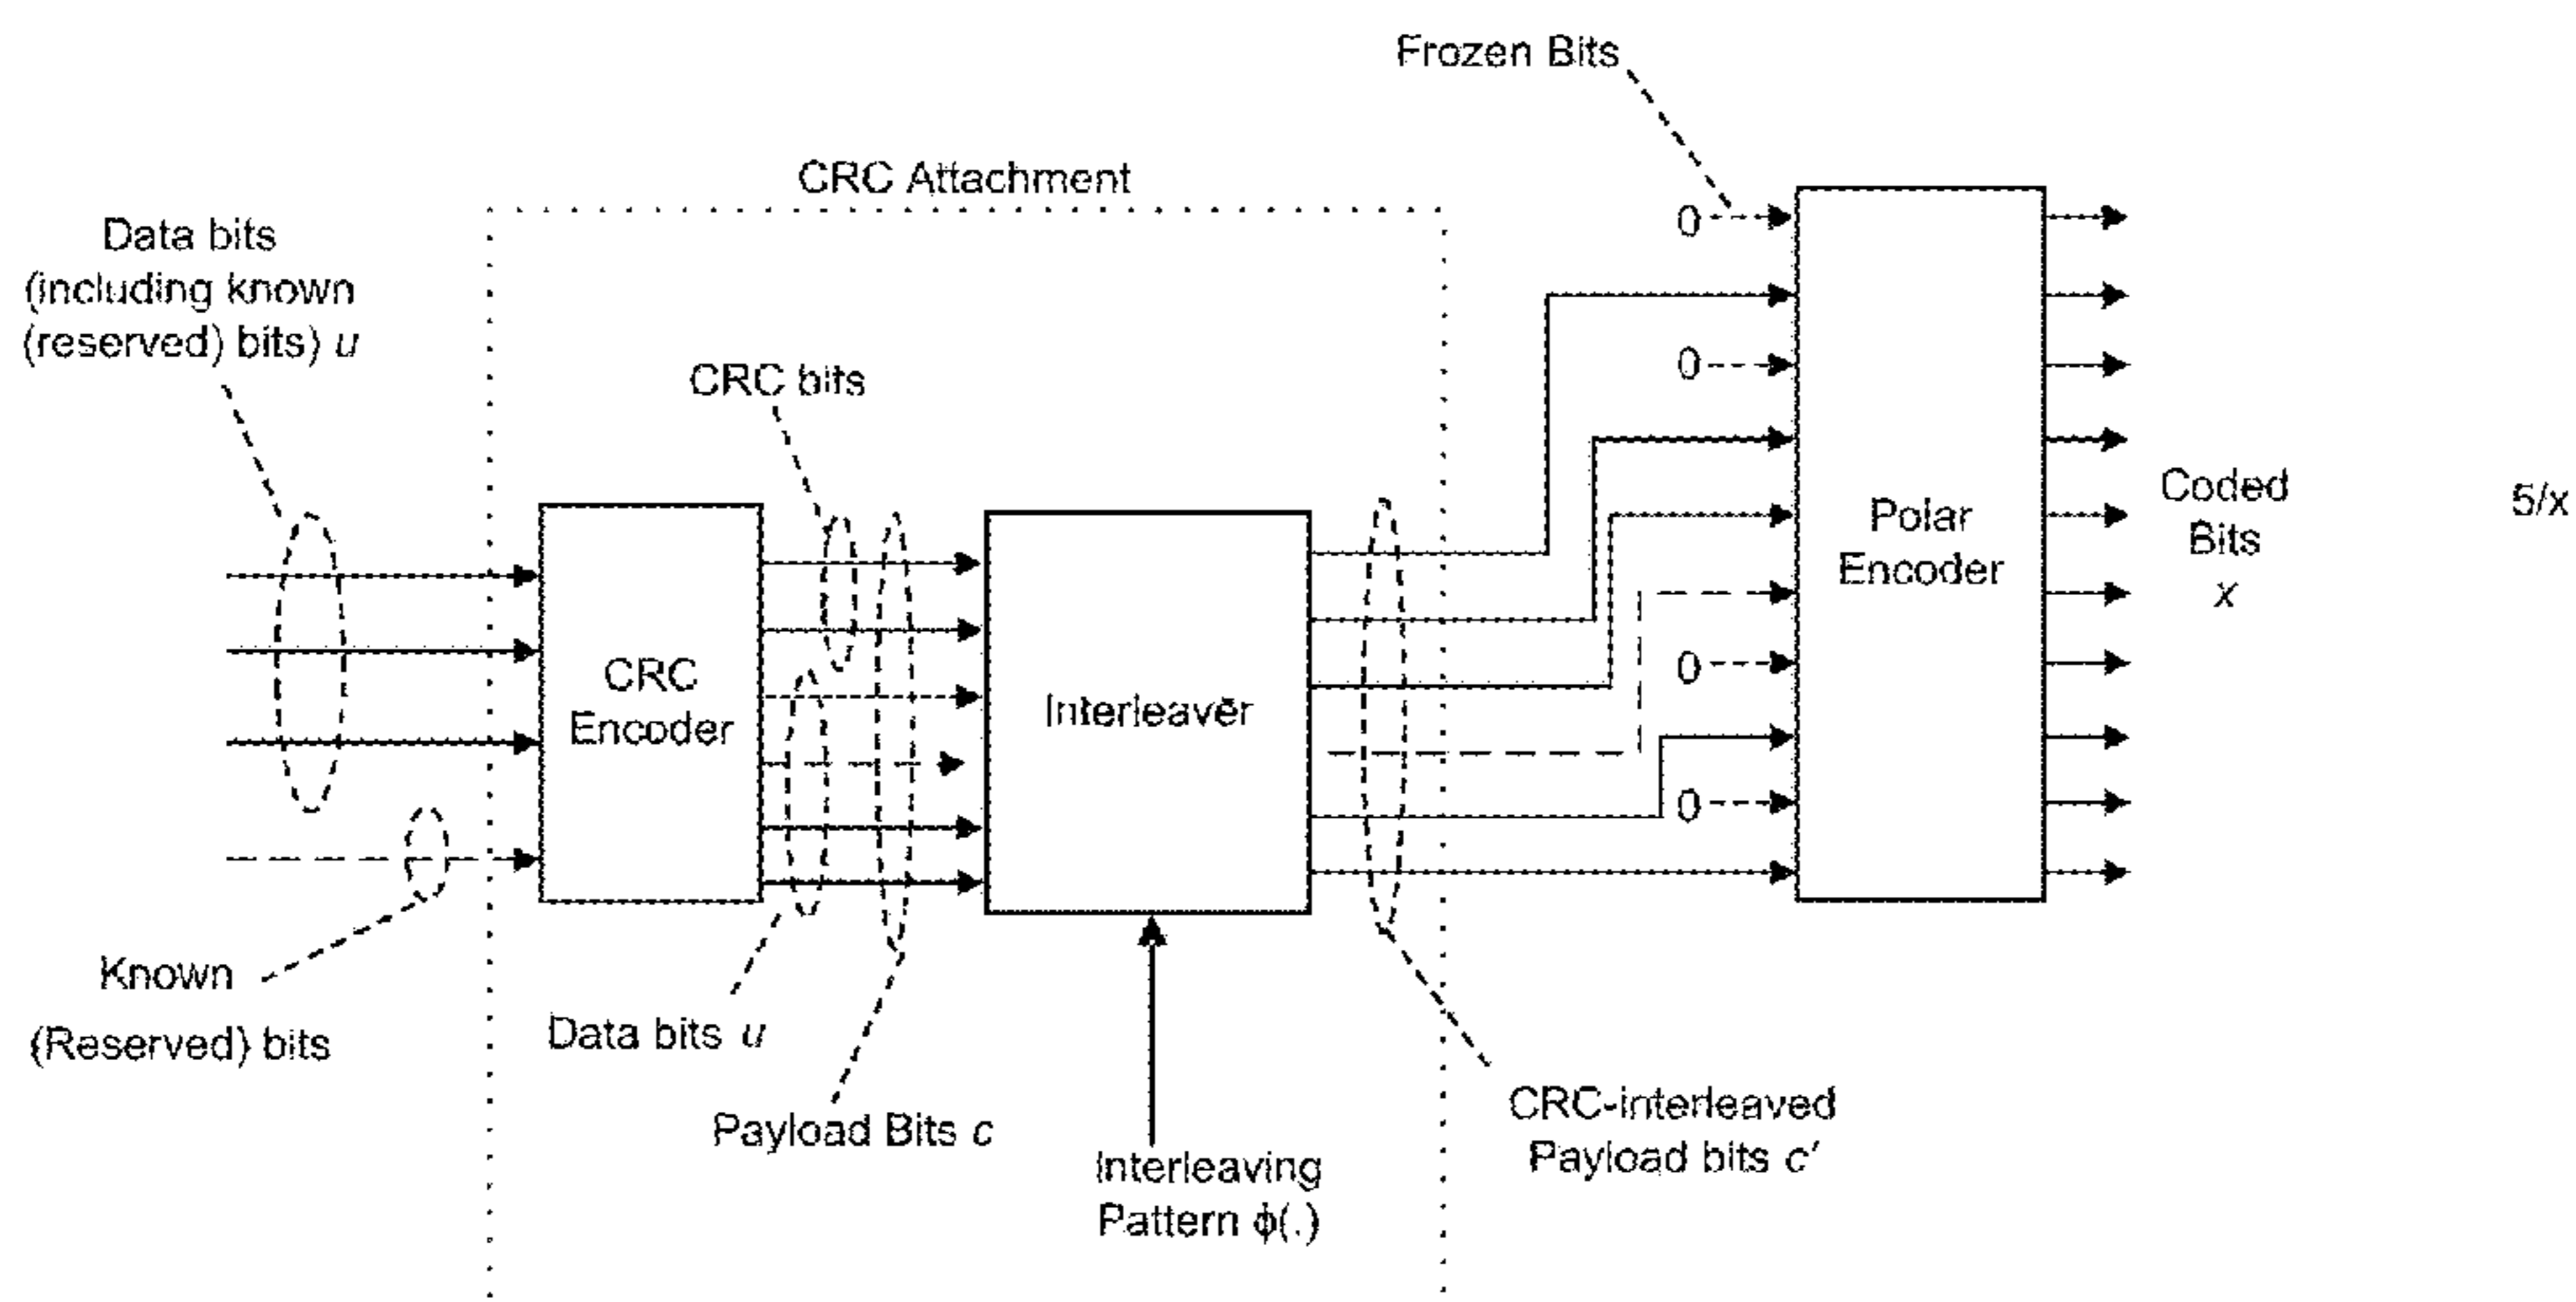 Frozen Bits
CRC Attachment
Data bits
(including known
(reserved) bits) u
CRC bits
0
0
0
0
CRC
Encoder
Interleaver
Polar
Encoder
Coded
Bits
x
5/x
Known
(Reserved) bits
Data bits u
Payload Bits c
Interleaving
Pattern ϕ(.)
CRC-interleaved
Payload bits c'